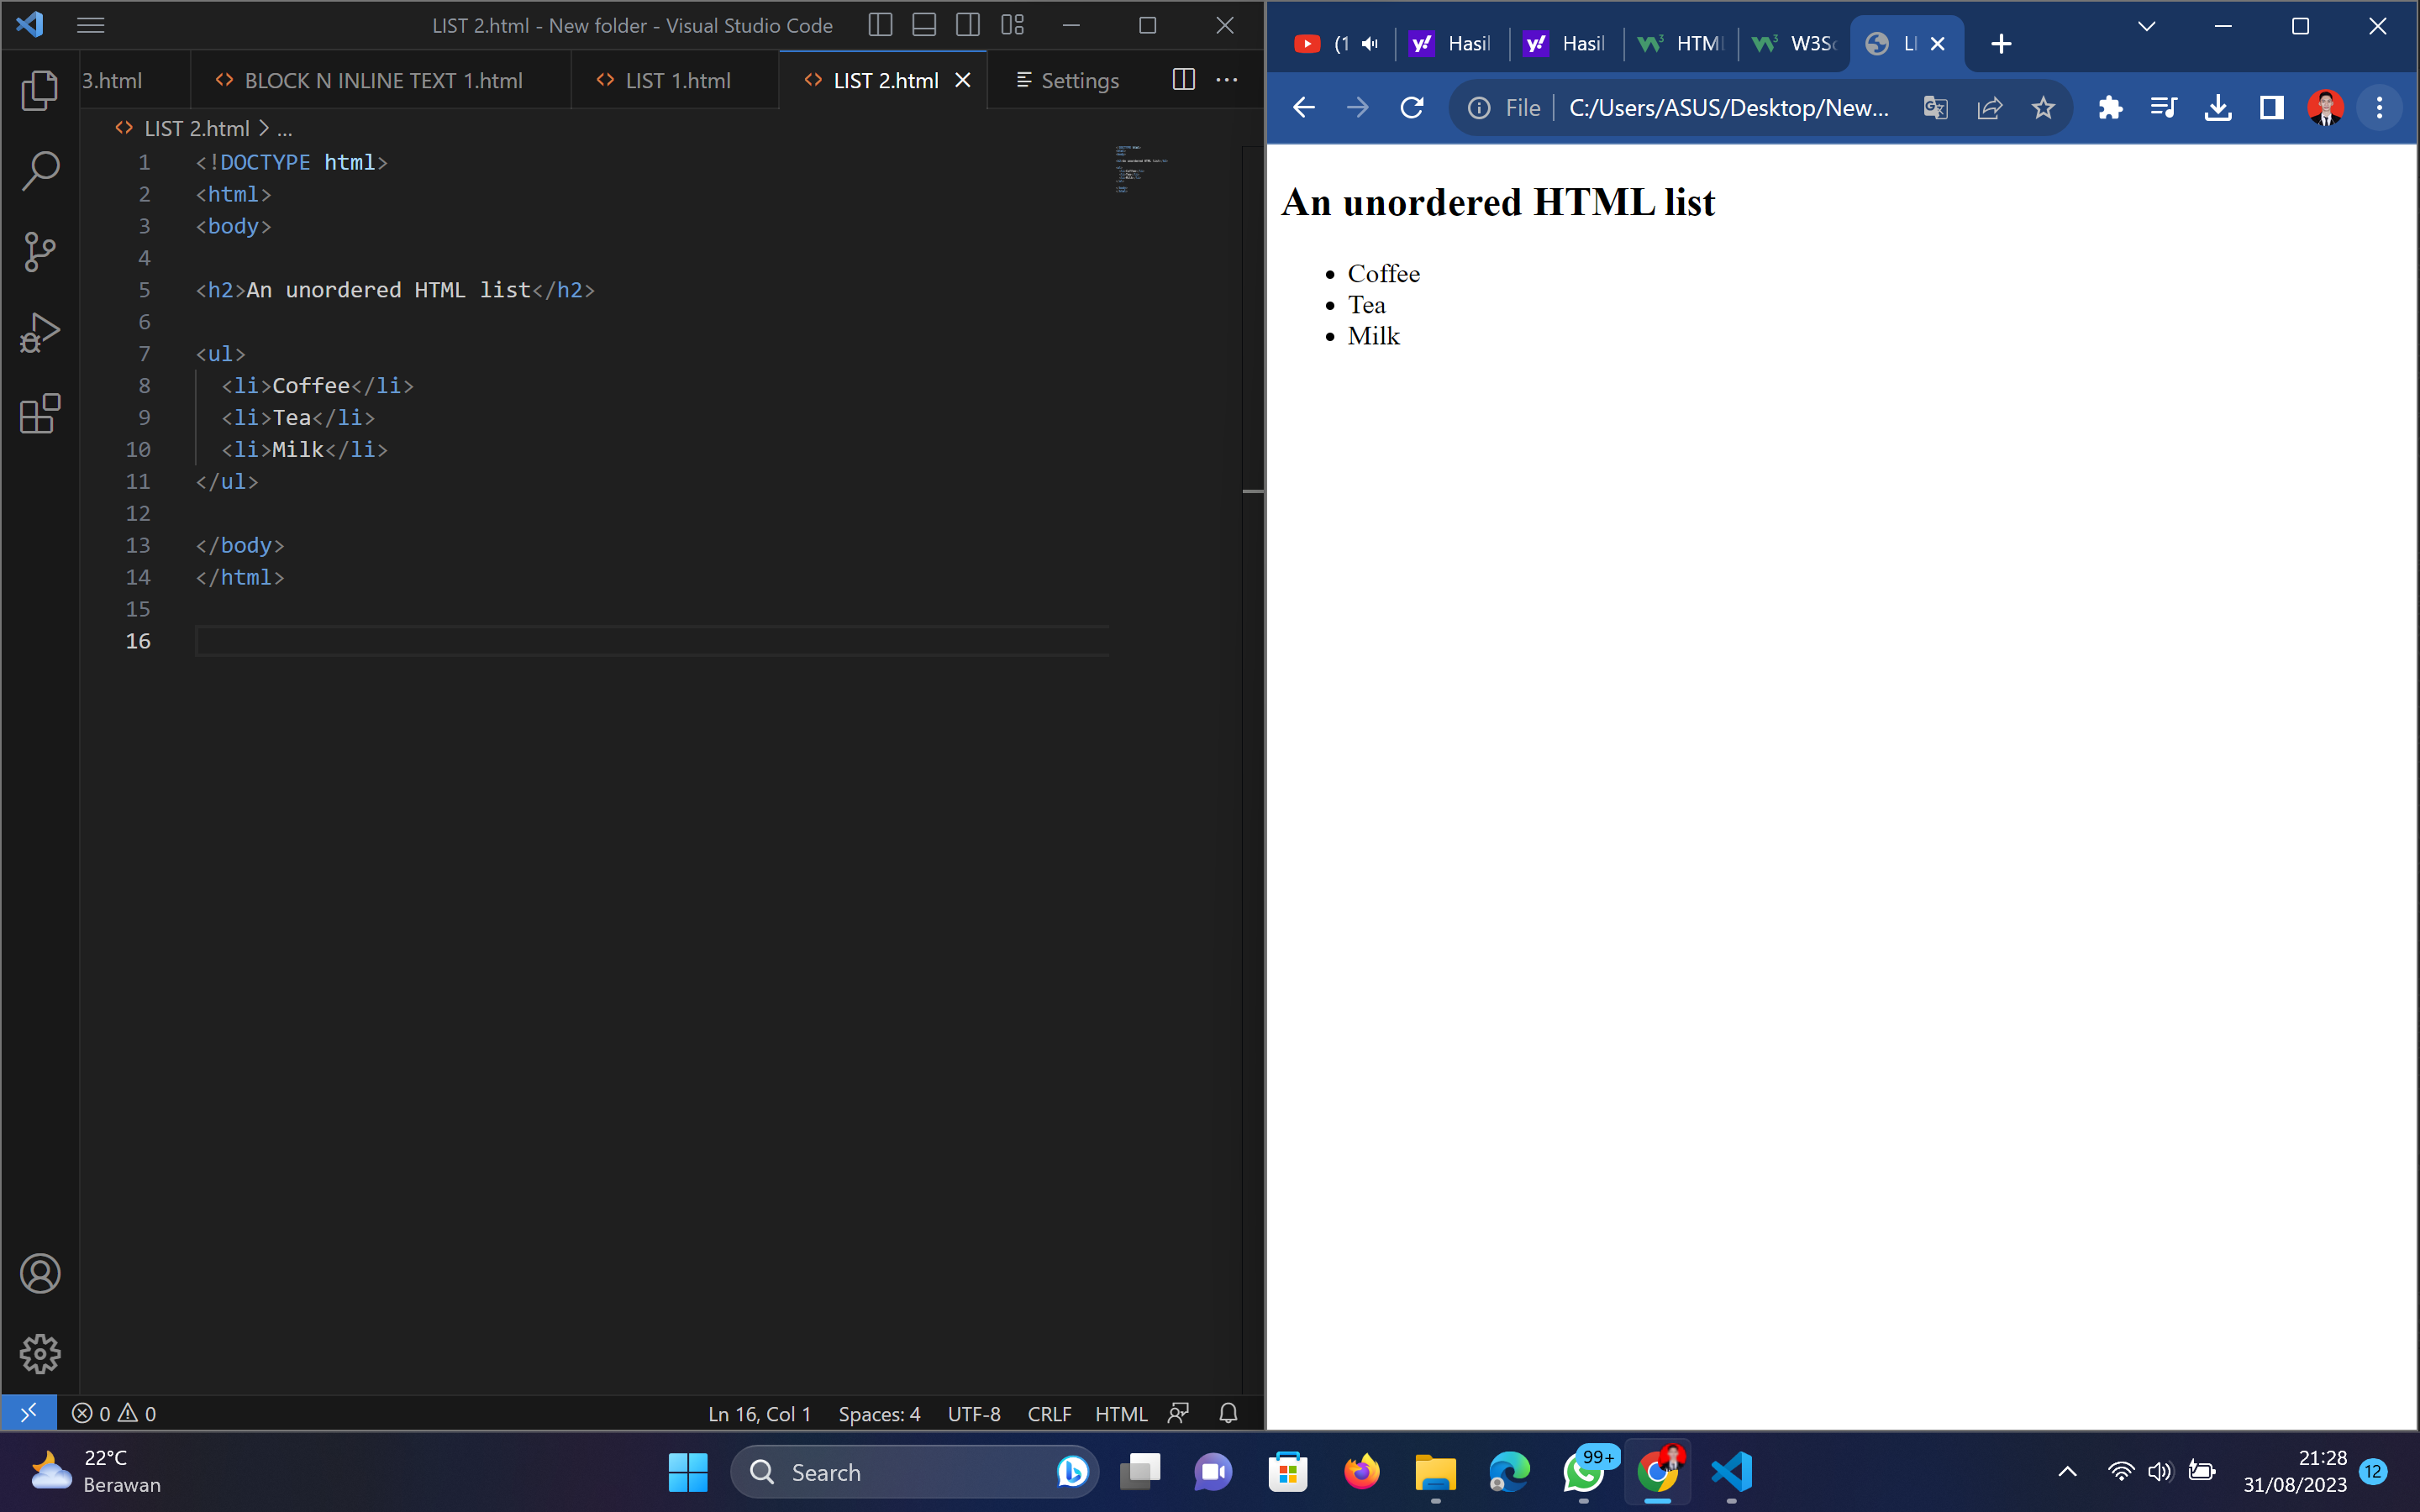 LIST 2.html - New folder - Visual Studio Code
3.html
BLOCK N INLINE TEXT 1.html
LIST 1.html
LIST 2.html
Settings
LIST 2.html > ...
1 <!DOCTYPE html>
2 <html>
3 <body>
4
5 <h2>An unordered HTML list</h2>
6
7 <ul>
8 <li>Coffee</li>
9 <li>Tea</li>
10 <li>Milk</li>
11 </ul>
12
13 </body>
14 </html>
15
16
0 0
Ln 16, Col 1
Spaces: 4
UTF-8
CRLF
HTML
(1
Hasil
Hasil
HTML
W3Sc
LI
File
C:/Users/ASUS/Desktop/New...
An unordered HTML list
• Coffee
• Tea
• Milk
22°C
Berawan
Search
99+
21:28
31/08/2023
12